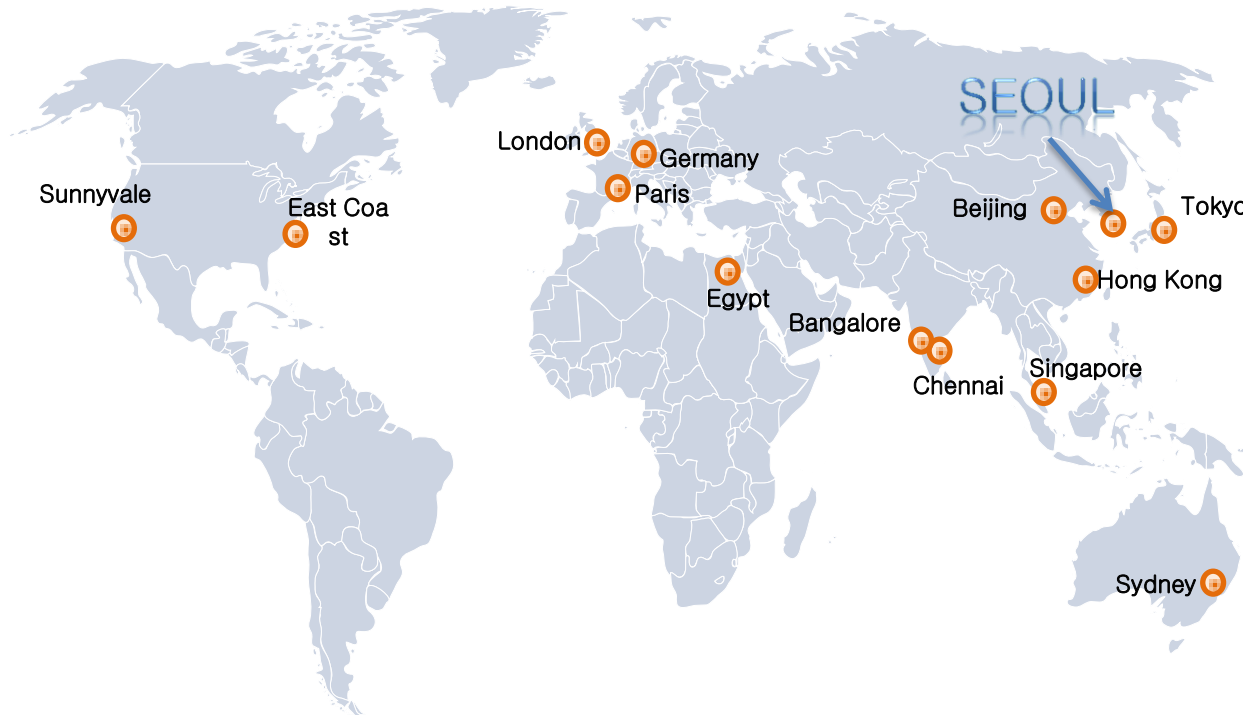 SEOUL
London
Germany
Sunnyvale
Paris
East Coa
st
Beijing
Tokyo
Hong Kong
Egypt
Bangalore
Singapore
Chennai
Sydney